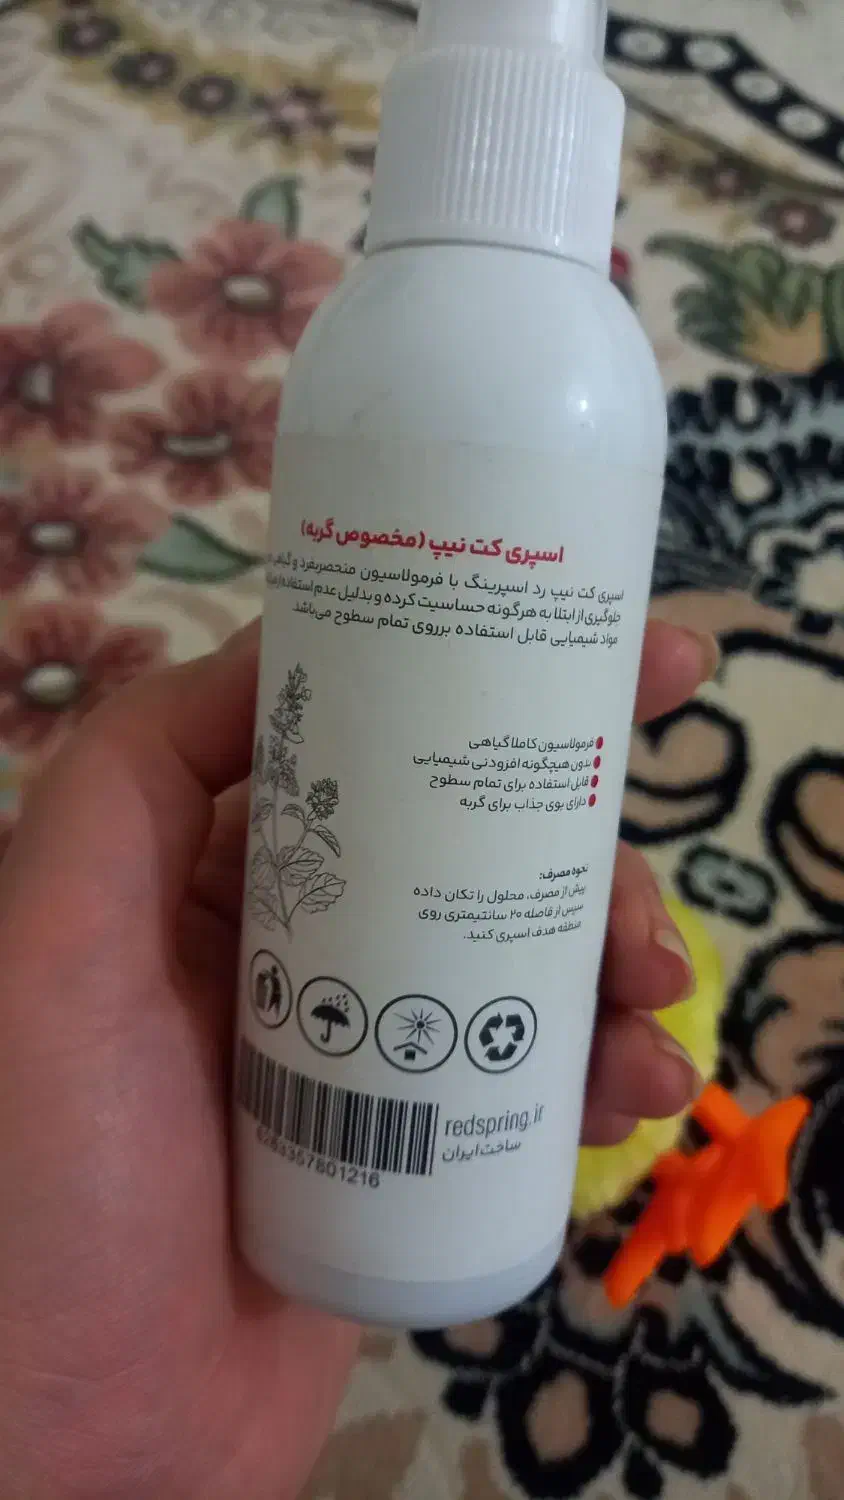 اسپری کت نیپ (مخصوص گربه)
اسپری کت نیپ رد اسپرینگ با فرمولاسیون منحصربفرد و گیاهی
جلوگیری از ابتلا به هرگونه حساسیت کرده و بدلیل عدم استفاده از
مواد شیمیایی قابل استفاده برروی تمام سطوح می‌باشد.
فرمولاسیون کاملا گیاهی
بدون هیچگونه افزودنی شیمیایی
قابل استفاده برای تمام سطوح
دارای بوی جذاب برای گربه
نحوه مصرف:
پیش از مصرف، محلول را تکان داده
سپس از فاصله ۲۰ سانتیمتری روی
منطقه هدف اسپری کنید.
redspring.ir
ساخت ایران